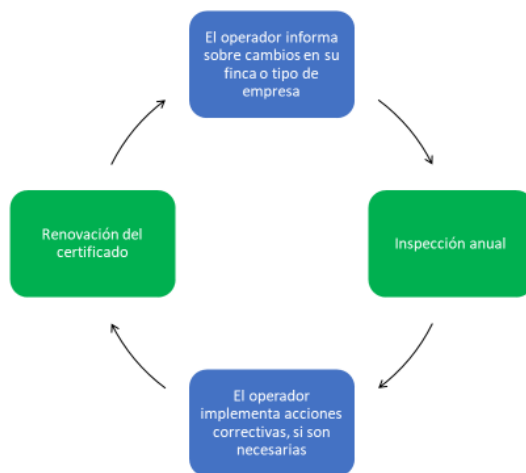 El operador informa
sobre cambios en su
finca o tipo de
empresa
Inspección anual
El operador
implementa acciones
correctivas, si son
necesarias
Renovación del
certificado